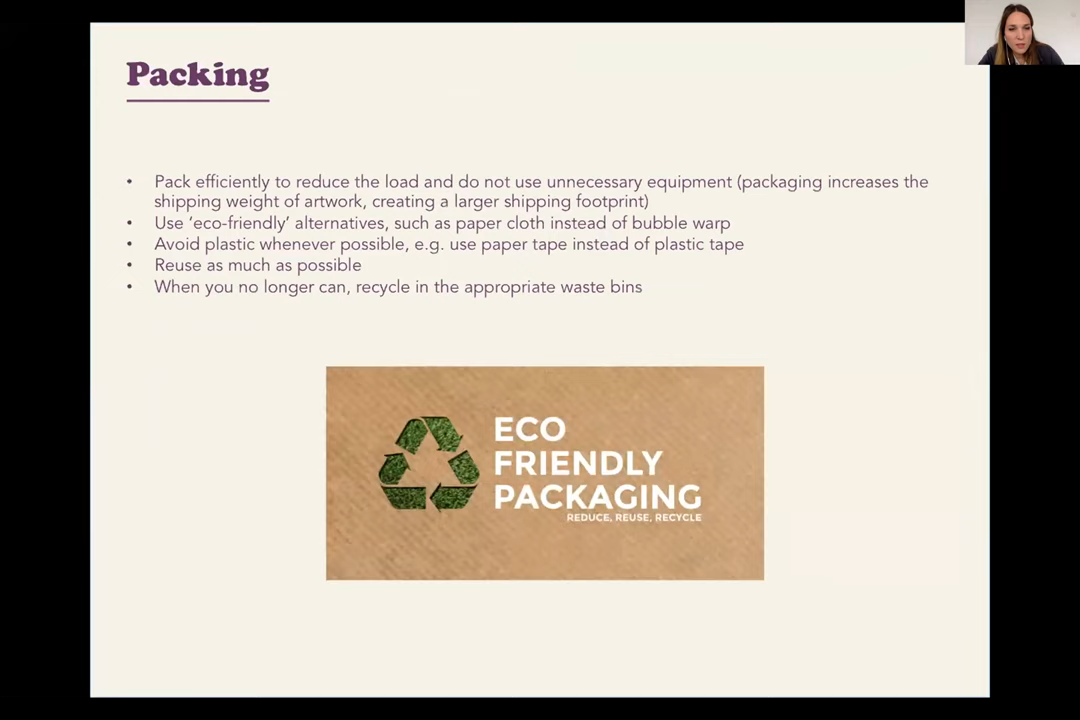 Packing
• Pack efficiently to reduce the load and do not use unnecessary equipment (packaging increases the
shipping weight of artwork, creating a larger shipping footprint)
• Use ‘eco-friendly’ alternatives, such as paper cloth instead of bubble warp
• Avoid plastic whenever possible, e.g. use paper tape instead of plastic tape
• Reuse as much as possible
• When you no longer can, recycle in the appropriate waste bins
ECO
FRIENDLY
PACKAGING
REDUCE, REUSE, RECYCLE